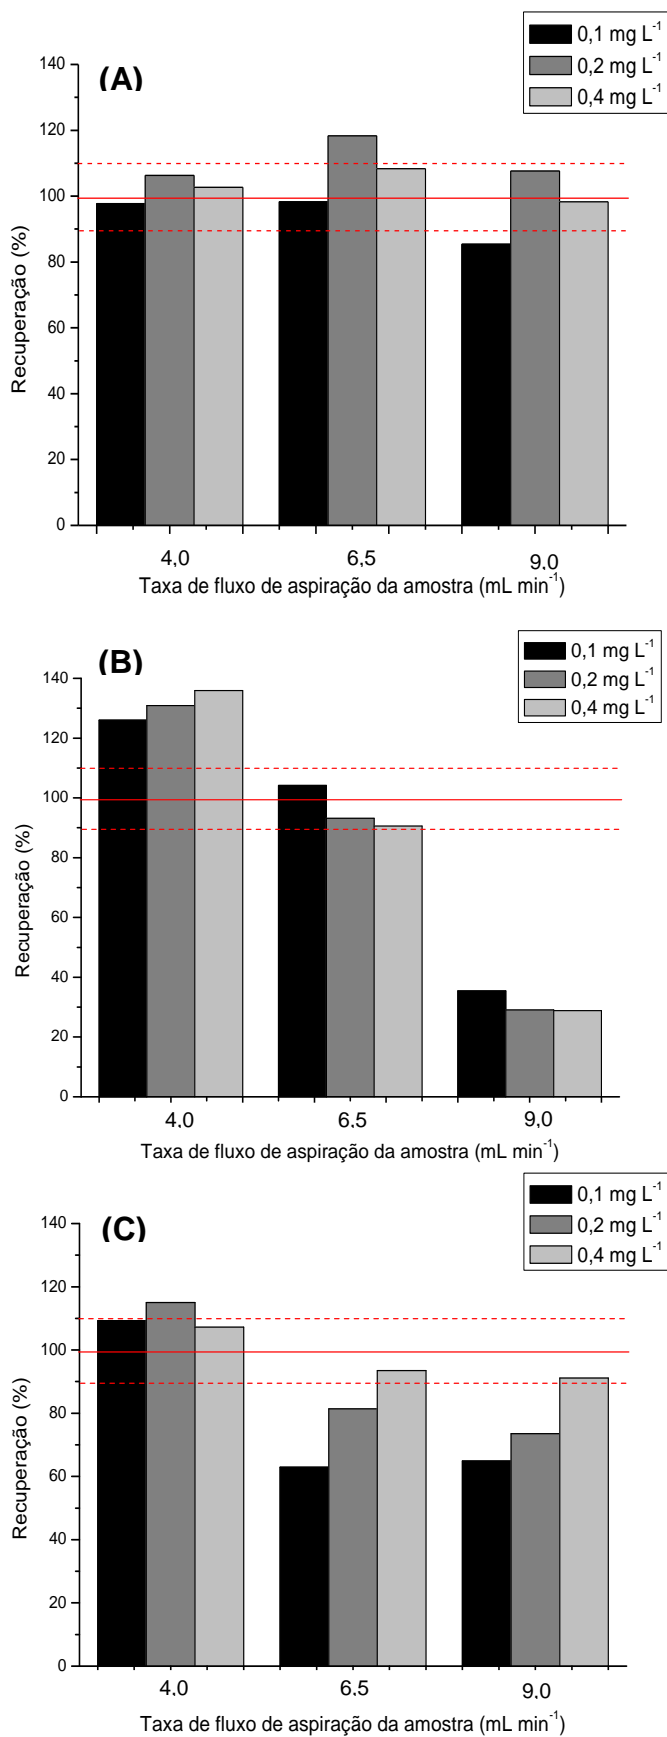 0,1 mg L⁻¹
0,2 mg L⁻¹
0,4 mg L⁻¹
(A)
140
120
100
80
60
40
20
0
Recuperação (%)
4,0 6,5 9,0
Taxa de fluxo de aspiração da amostra (mL min⁻¹)
0,1 mg L⁻¹
0,2 mg L⁻¹
0,4 mg L⁻¹
(B)
140
120
100
80
60
40
20
0
Recuperação (%)
4,0 6,5 9,0
Taxa de fluxo de aspiração da amostra (mL min⁻¹)
0,1 mg L⁻¹
0,2 mg L⁻¹
0,4 mg L⁻¹
(C)
140
120
100
80
60
40
20
0
Recuperação (%)
4,0 6,5 9,0
Taxa de fluxo de aspiração da amostra (mL min⁻¹)